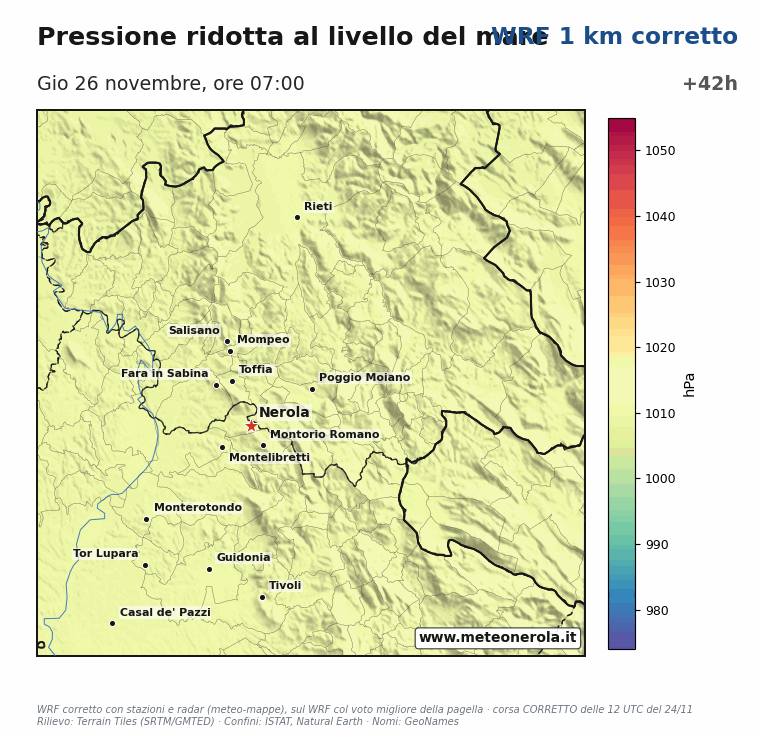 Pressione ridotta al livello del mare
WRF 1 km corretto
Gio 26 novembre, ore 07:00
+42h
Rieti
Salisano
Mompeo
Toffia
Fara in Sabina
Poggio Moiano
Nerola
Montorio Romano
Montelibretti
Monterotondo
Tor Lupara
Guidonia
Tivoli
Casal de' Pazzi
www.meteonerola.it
1050
1040
1030
1020
1010
1000
990
980
hPa
WRF corretto con stazioni e radar (meteo-mappe), sul WRF col voto migliore della pagella · corsa CORRETTO delle 12 UTC del 24/11
Rilievo: Terrain Tiles (SRTM/GMTED) · Confini: ISTAT, Natural Earth · Nomi: GeoNames